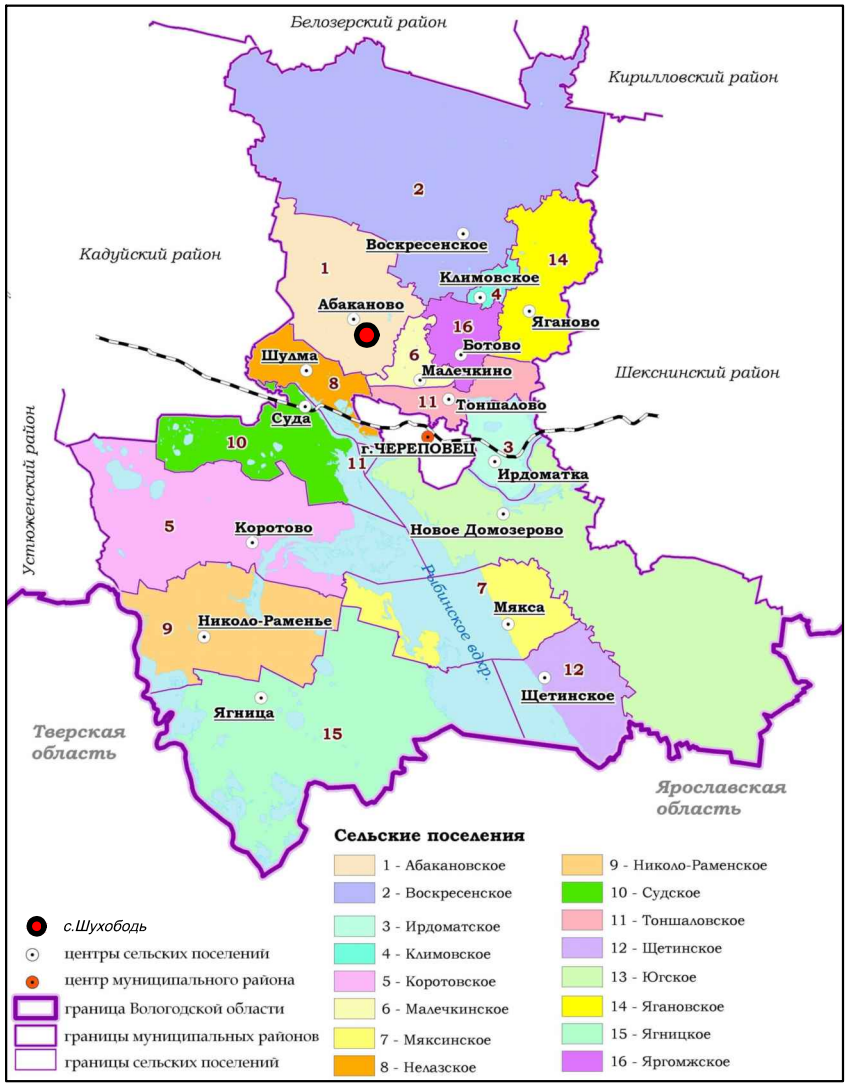 Белозерский район
Кирилловский район
2
Кадуйский район
Воскресенское
14
1
Климовское
4
Абаканово
16
Яганово
Ботово
Шулма
6
Малечкино
Шекснинский район
8
11
Тоншалово
Суда
10
г.ЧЕРЕПОВЕЦ
3
11
Ирдоматка
Устюженский район
5
Коротово
Новое Домозерово
Рыбинское вдхр.
7
Мякса
9
Николо-Раменье
12
Щетинское
Ягница
15
Тверская
область
Ярославская
область
Сельские поселения
1 - Абакановское
2 - Воскресенское
3 - Ирдоматское
4 - Климовское
5 - Коротовское
6 - Малечкинское
7 - Мяксинское
8 - Нелазское
9 - Николо-Раменское
10 - Судское
11 - Тоншаловское
12 - Щетинское
13 - Югское
14 - Ягановское
15 - Ягницкое
16 - Яргомжское
с.Шухободь
центры сельских поселений
центр муниципального района
граница Вологодской области
границы муниципальных районов
границы сельских поселений